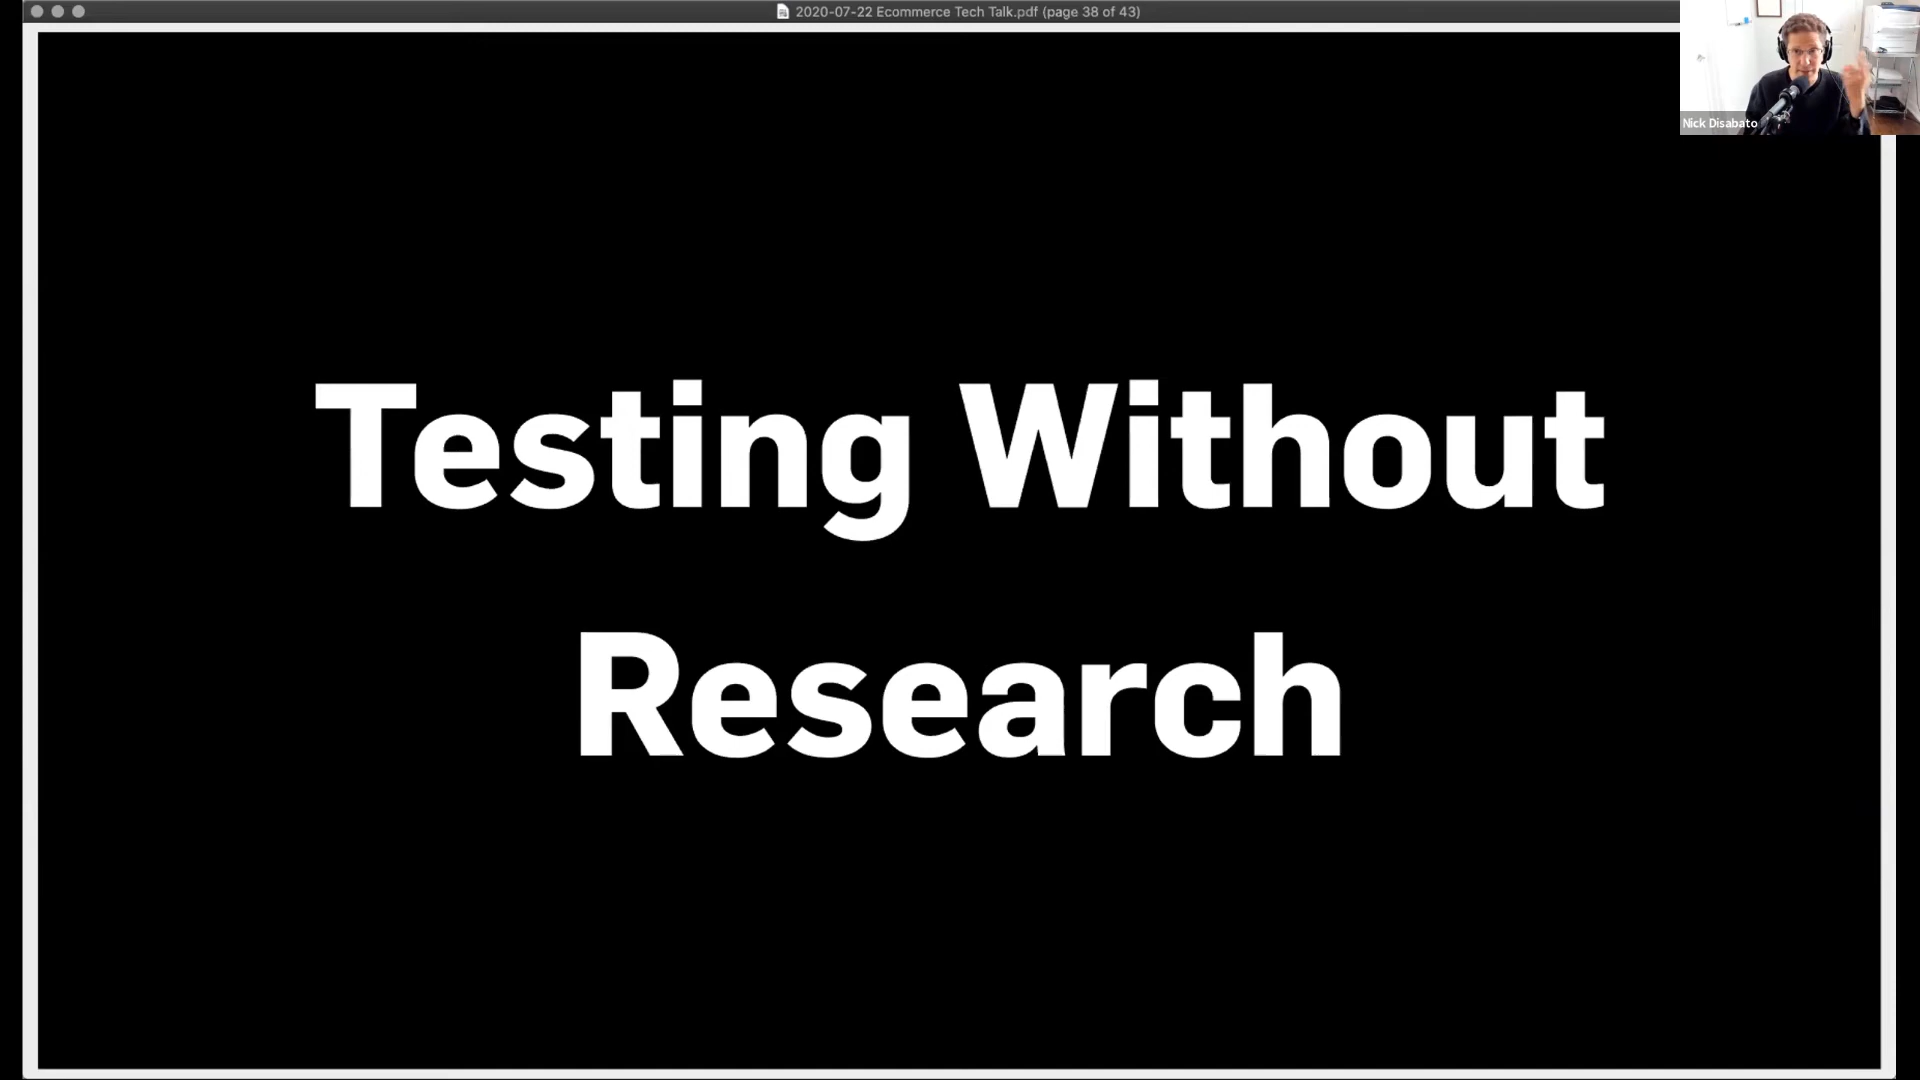 2020-07-22 Ecommerce Tech Talk.pdf (page 38 of 43)
Nick Disabato
Testing Without
Research